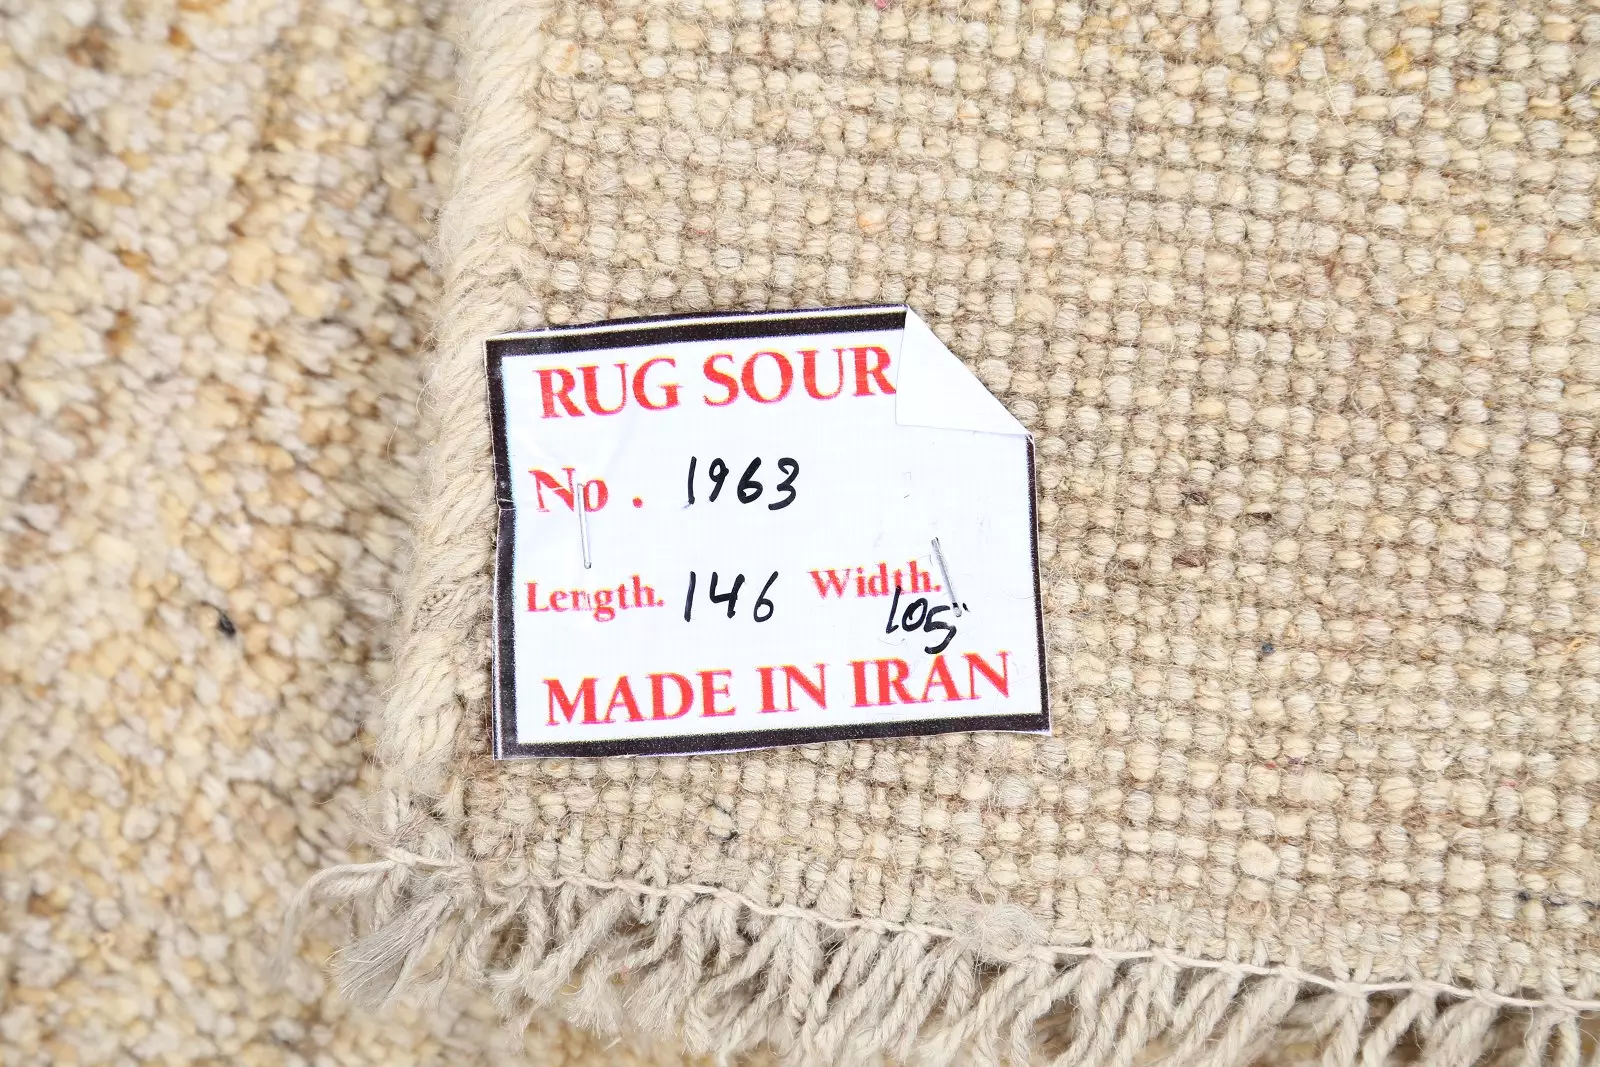 RUG SOUR
No. 1963
Length. 146 Width. 105
MADE IN IRAN